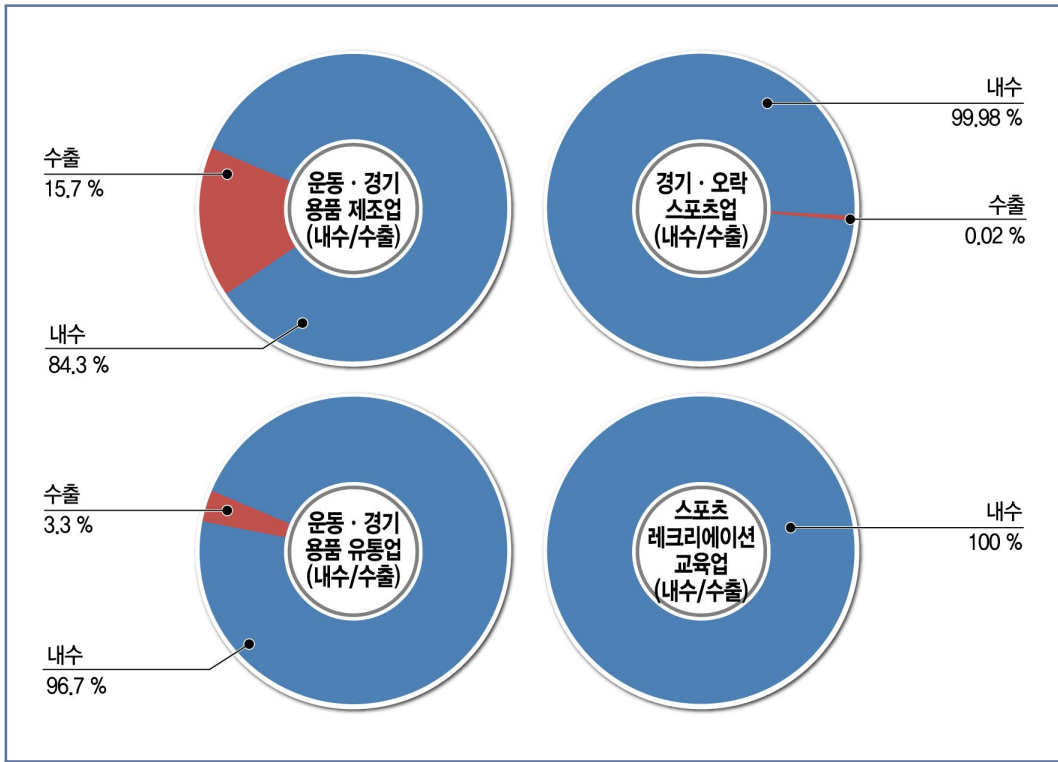 수출
15.7 %
운동 · 경기
용품 제조업
(내수/수출)
내수
84.3 %
내수
99.98 %
경기 · 오락
스포츠업
(내수/수출)
수출
0.02 %
수출
3.3 %
운동 · 경기
용품 유통업
(내수/수출)
내수
96.7 %
스포츠
레크리에이션
교육업
(내수/수출)
내수
100 %